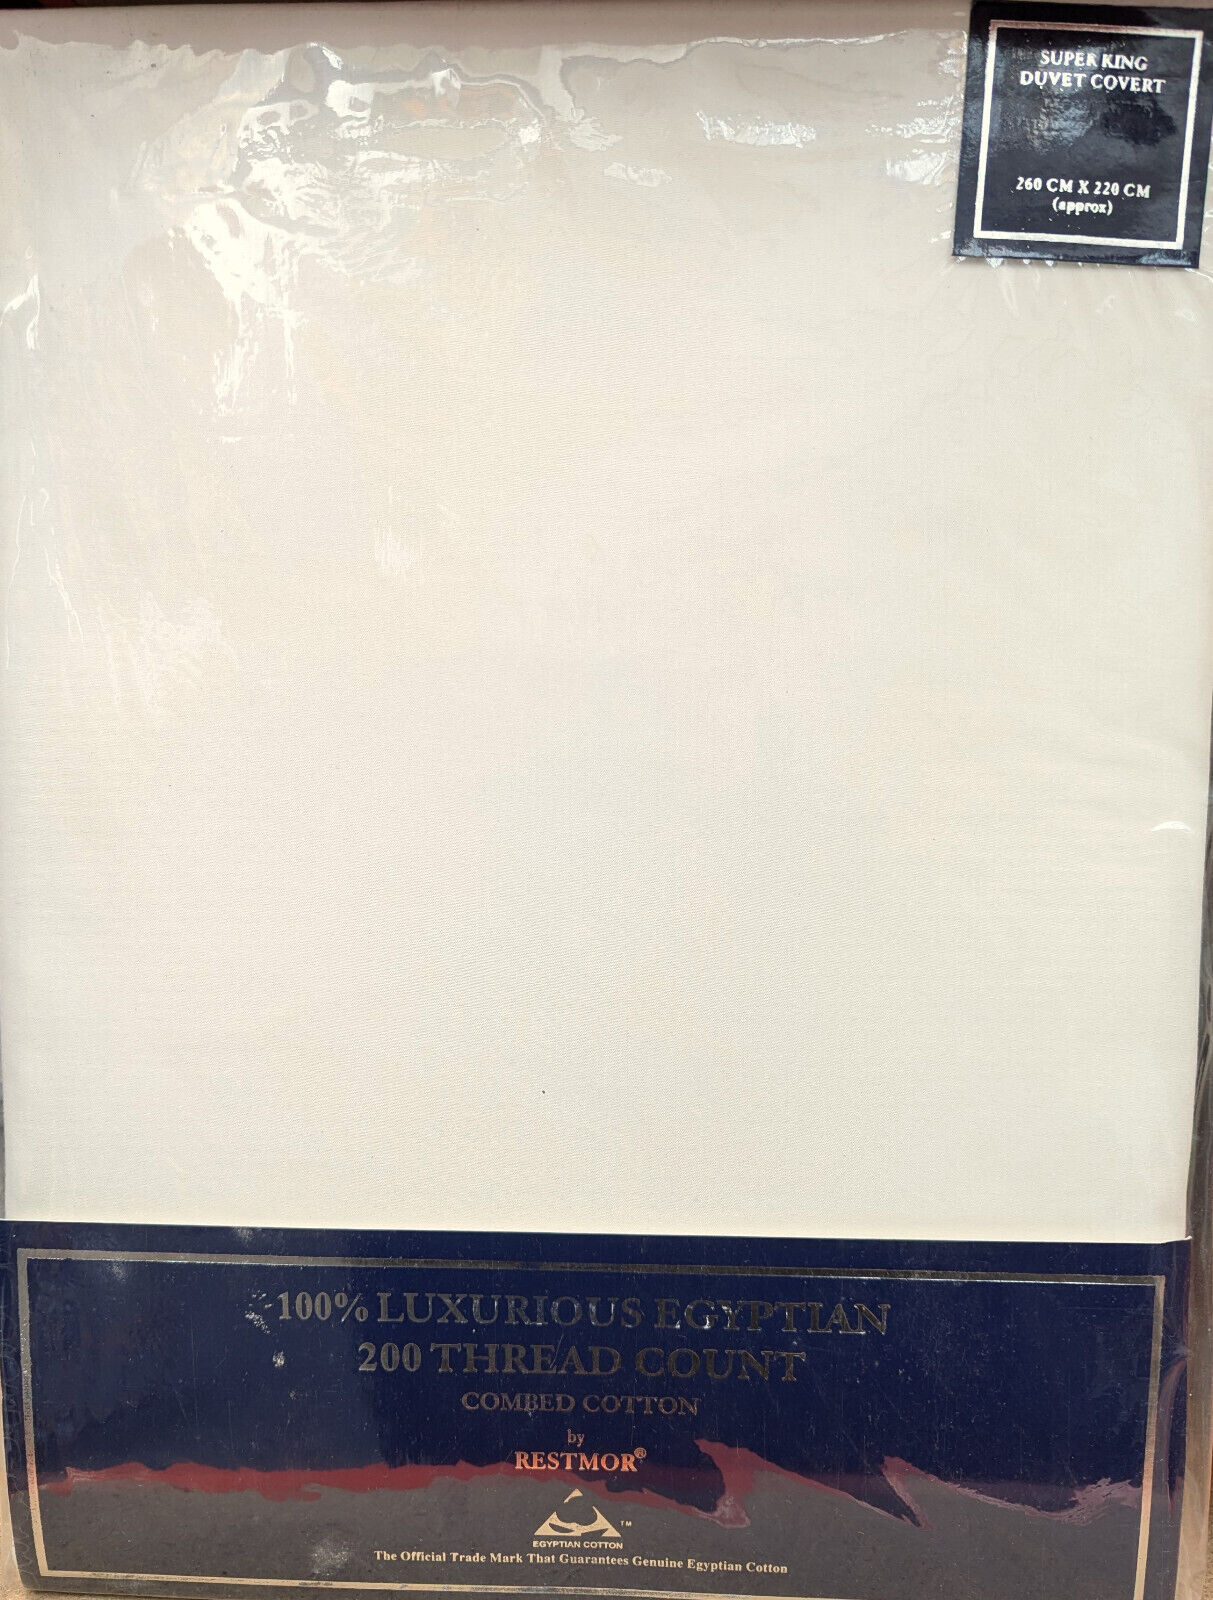 SUPER KING
DUVET COVERT
260 CM X 220 CM
(approx)
100% LUXURIOUS EGYPTIAN
200 THREAD COUNT
COMBED COTTON
by
RESTMOR®
TM
EGYPTIAN COTTON
The Official Trade Mark That Guarantees Genuine Egyptian Cotton